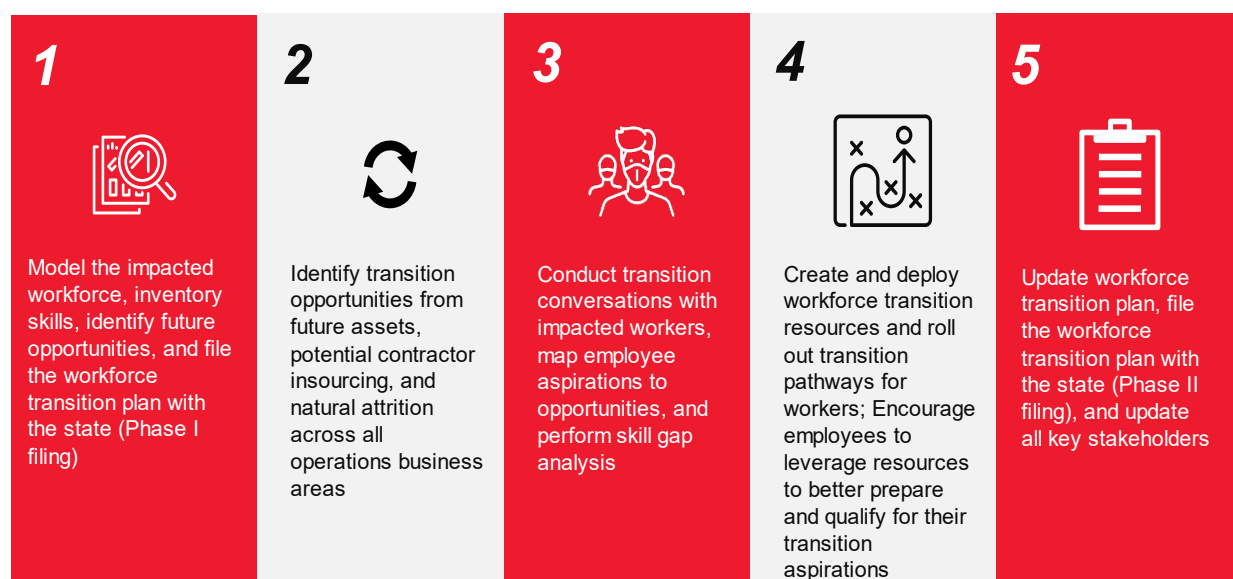 1
Model the impacted
workforce, inventory
skills, identify future
opportunities, and file
the workforce
transition plan with
the state (Phase I
filing)
2
Identify transition
opportunities from
future assets,
potential contractor
insourcing, and
natural attrition
across all
operations business
areas
3
Conduct transition
conversations with
impacted workers,
map employee
aspirations to
opportunities, and
perform skill gap
analysis
4
Create and deploy
workforce transition
resources and roll
out transition
pathways for
workers; Encourage
employees to
leverage resources
to better prepare
and qualify for their
transition
aspirations
5
Update workforce
transition plan, file
the workforce
transition plan with
the state (Phase II
filing), and update
all key stakeholders